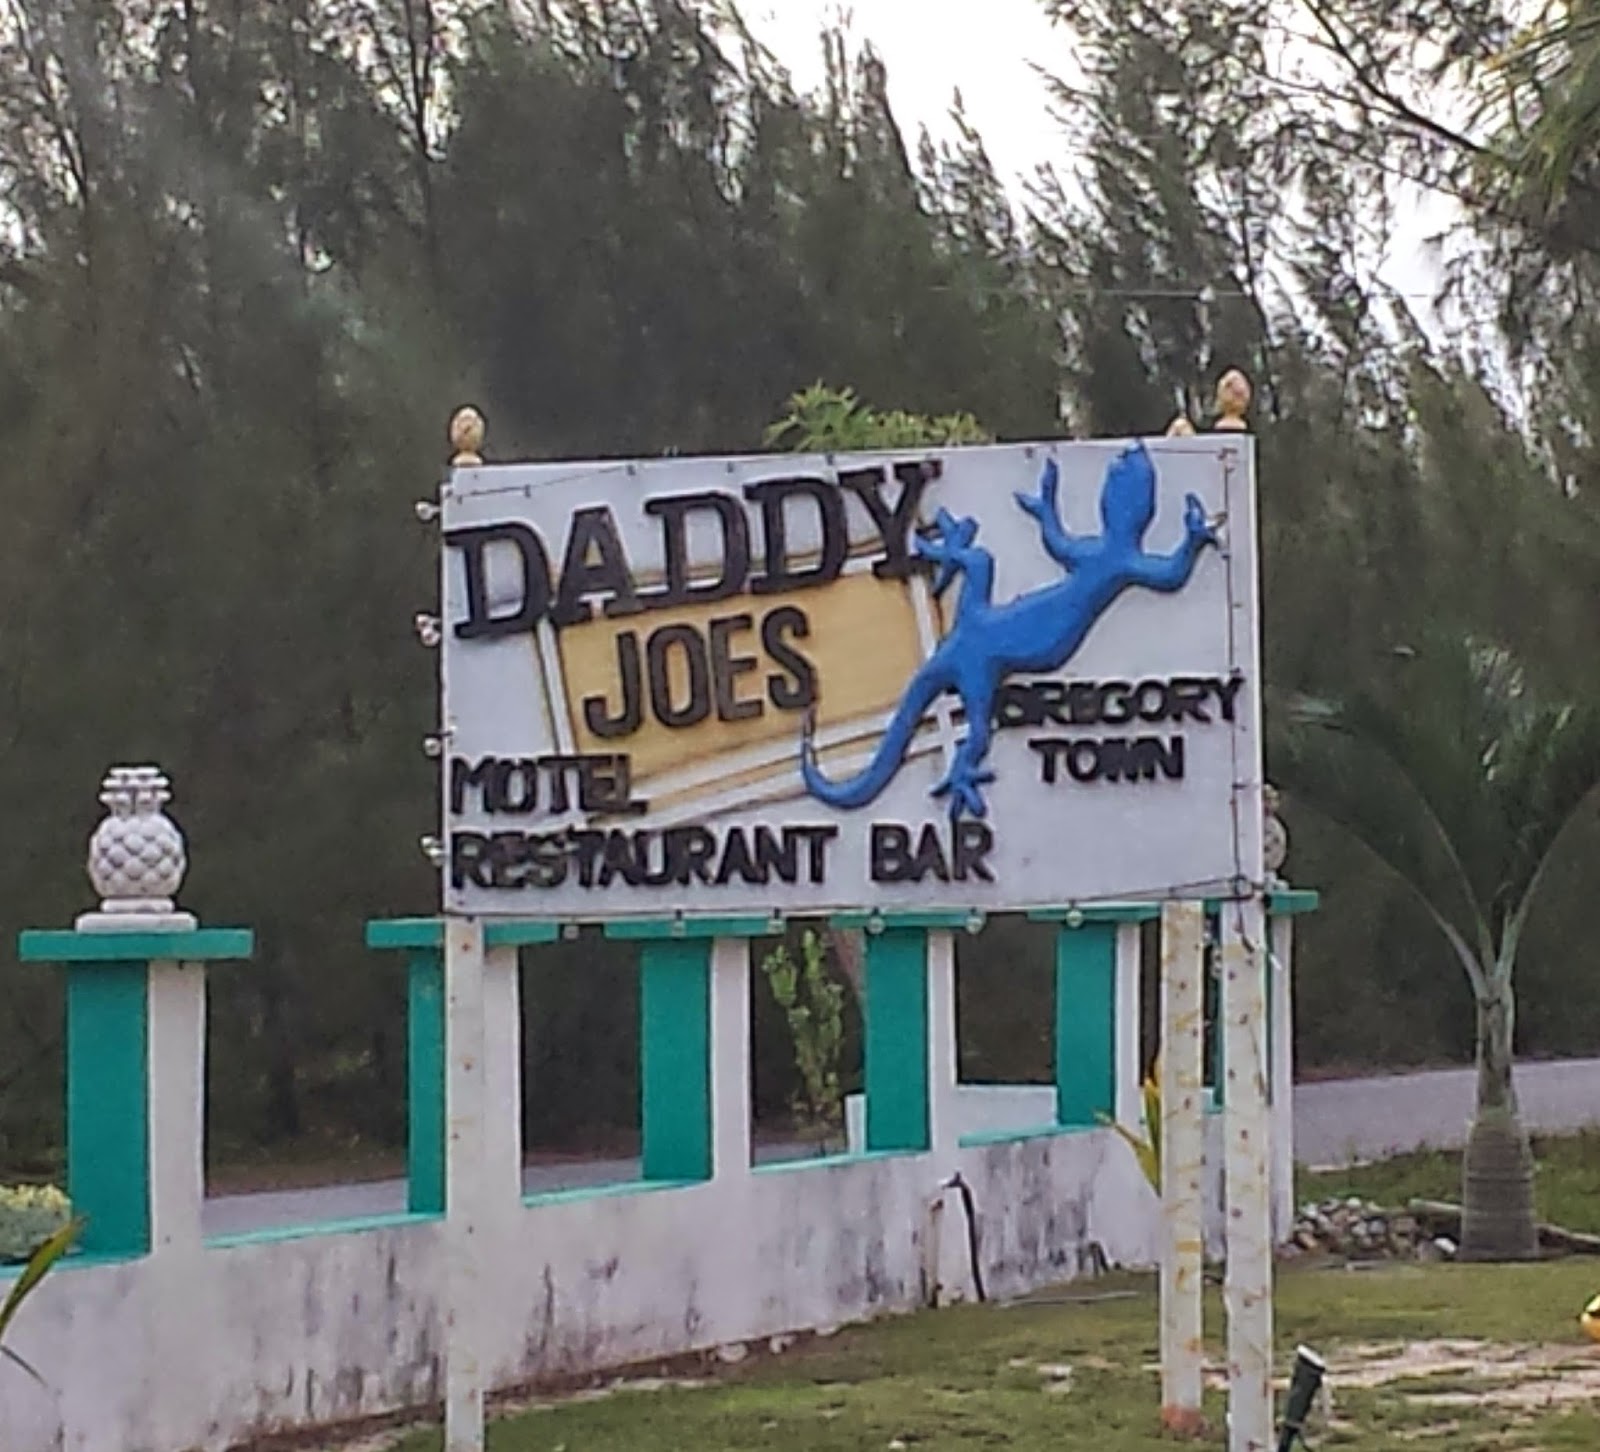 DADDY
JOES
GREGORY
TOWN
MOTEL
RESTAURANT BAR